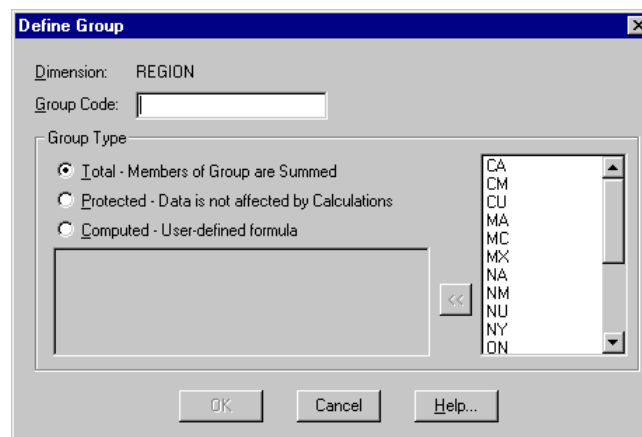 Define Group
Dimension: REGION
Group Code:
Group Type
Total - Members of Group are Summed
Protected - Data is not affected by Calculations
Computed - User-defined formula
<<
CA
CM
CU
MA
MC
MX
NA
NM
NU
NY
ON
OK
Cancel
Help...